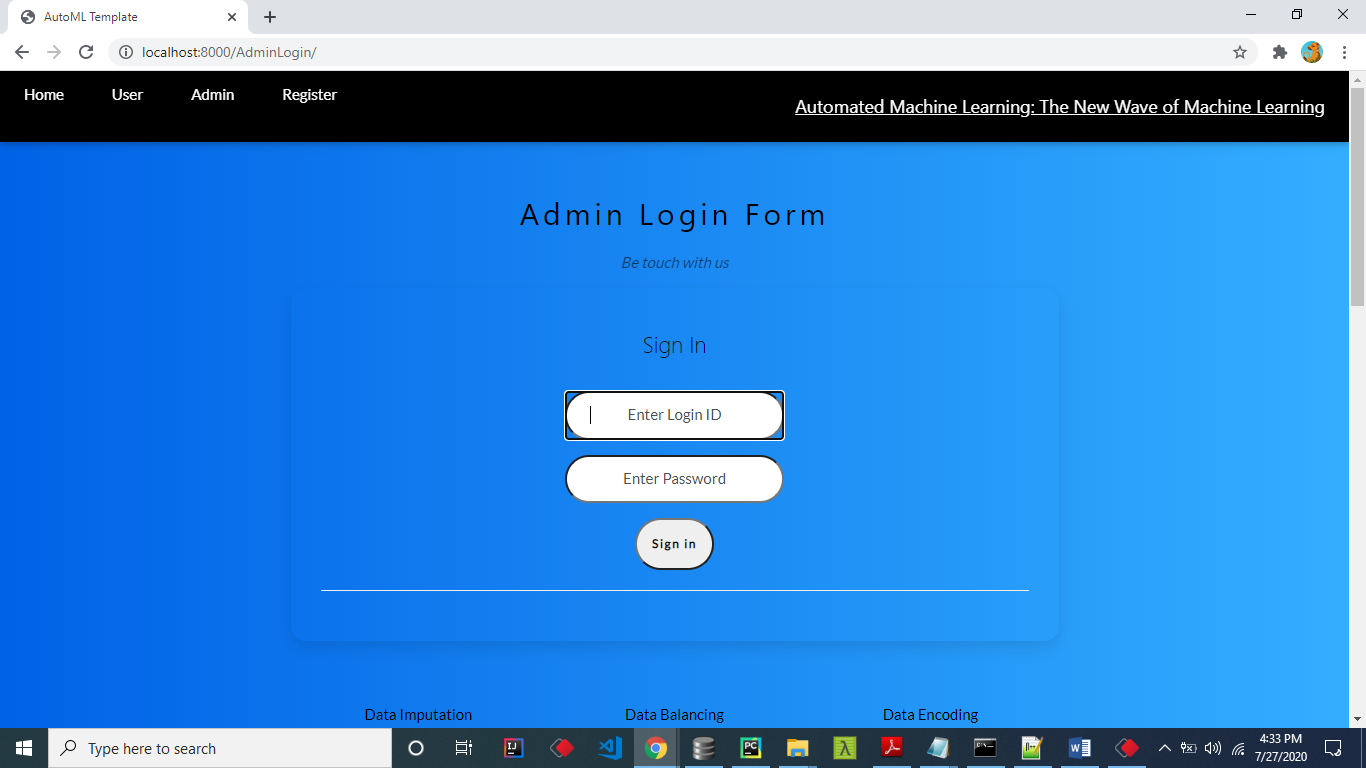 AutoML Template
localhost:8000/AdminLogin/
Home User Admin Register
Automated Machine Learning: The New Wave of Machine Learning
Admin Login Form
Be touch with us
Sign In
Enter Login ID
Enter Password
Sign in
Data Imputation Data Balancing Data Encoding
Type here to search
IJ
PC
λ
W
4:33 PM
7/27/2020